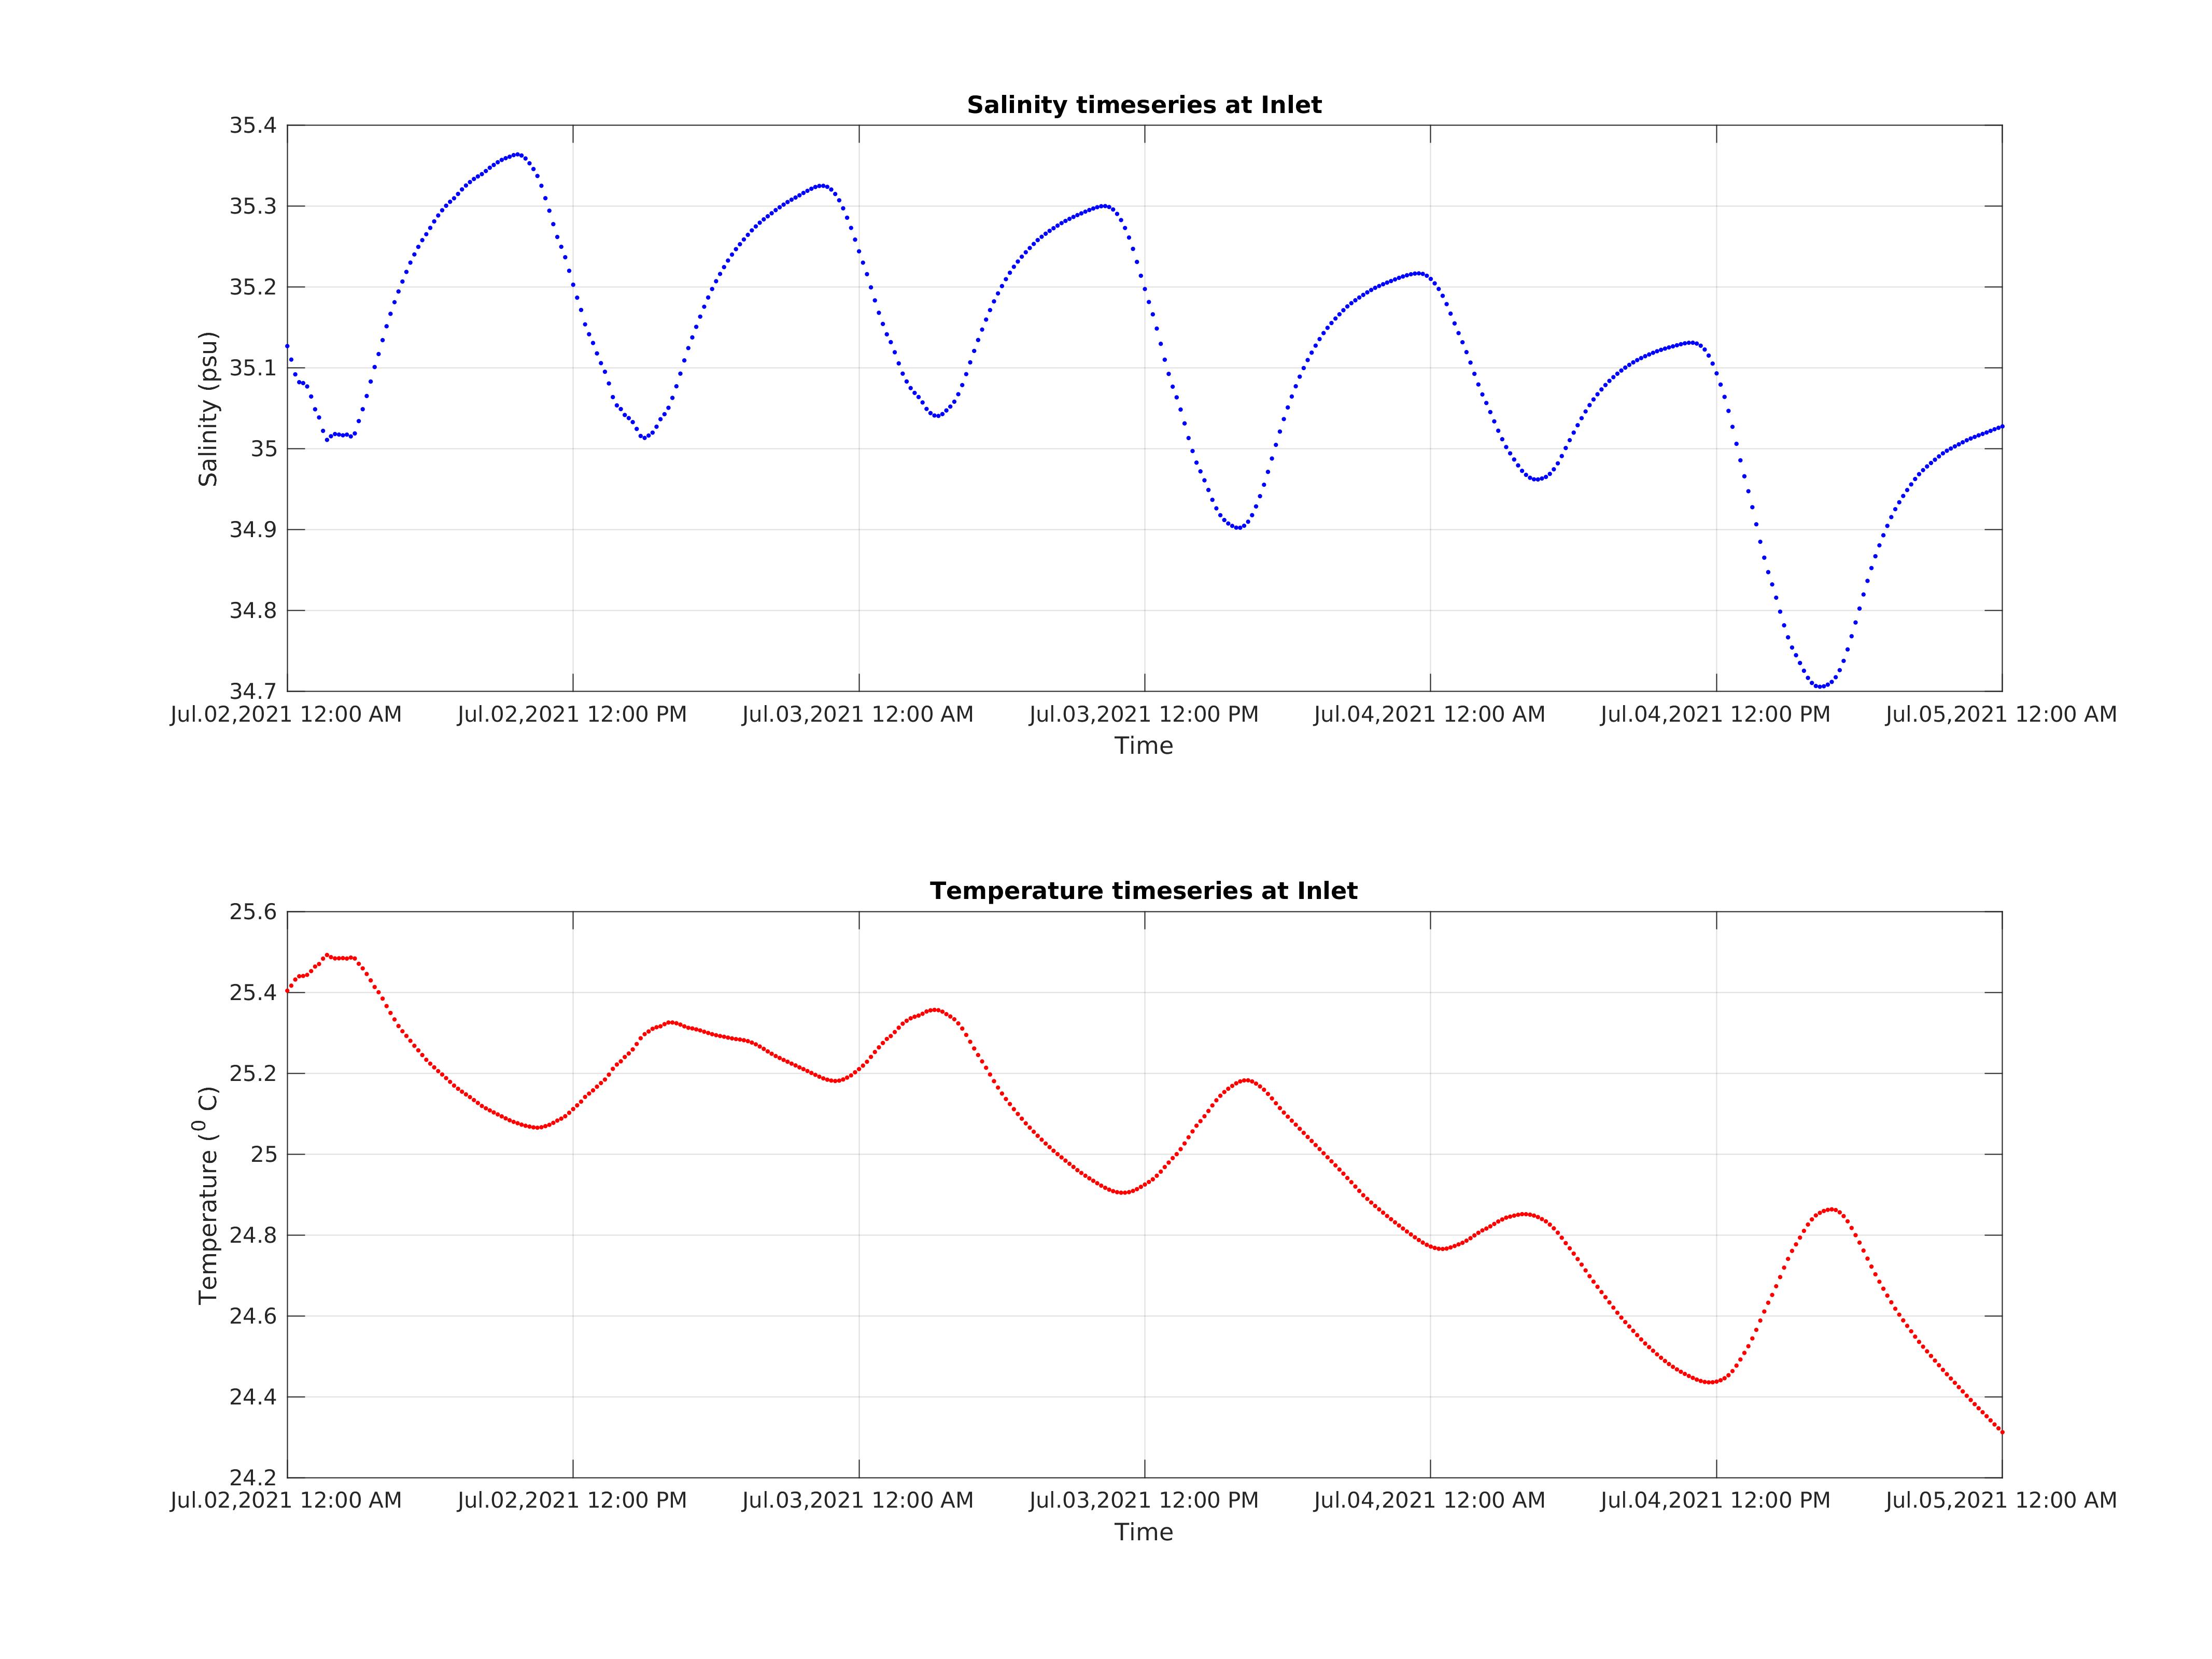 Salinity timeseries at Inlet
35.4
35.3
35.2
35.1
35
34.9
34.8
34.7
Salinity (psu)
Jul.02,2021 12:00 AM Jul.02,2021 12:00 PM Jul.03,2021 12:00 AM Jul.03,2021 12:00 PM Jul.04,2021 12:00 AM Jul.04,2021 12:00 PM Jul.05,2021 12:00 AM
Time
Temperature timeseries at Inlet
25.6
25.4
25.2
25
24.8
24.6
24.4
24.2
Temperature (⁰ C)
Jul.02,2021 12:00 AM Jul.02,2021 12:00 PM Jul.03,2021 12:00 AM Jul.03,2021 12:00 PM Jul.04,2021 12:00 AM Jul.04,2021 12:00 PM Jul.05,2021 12:00 AM
Time